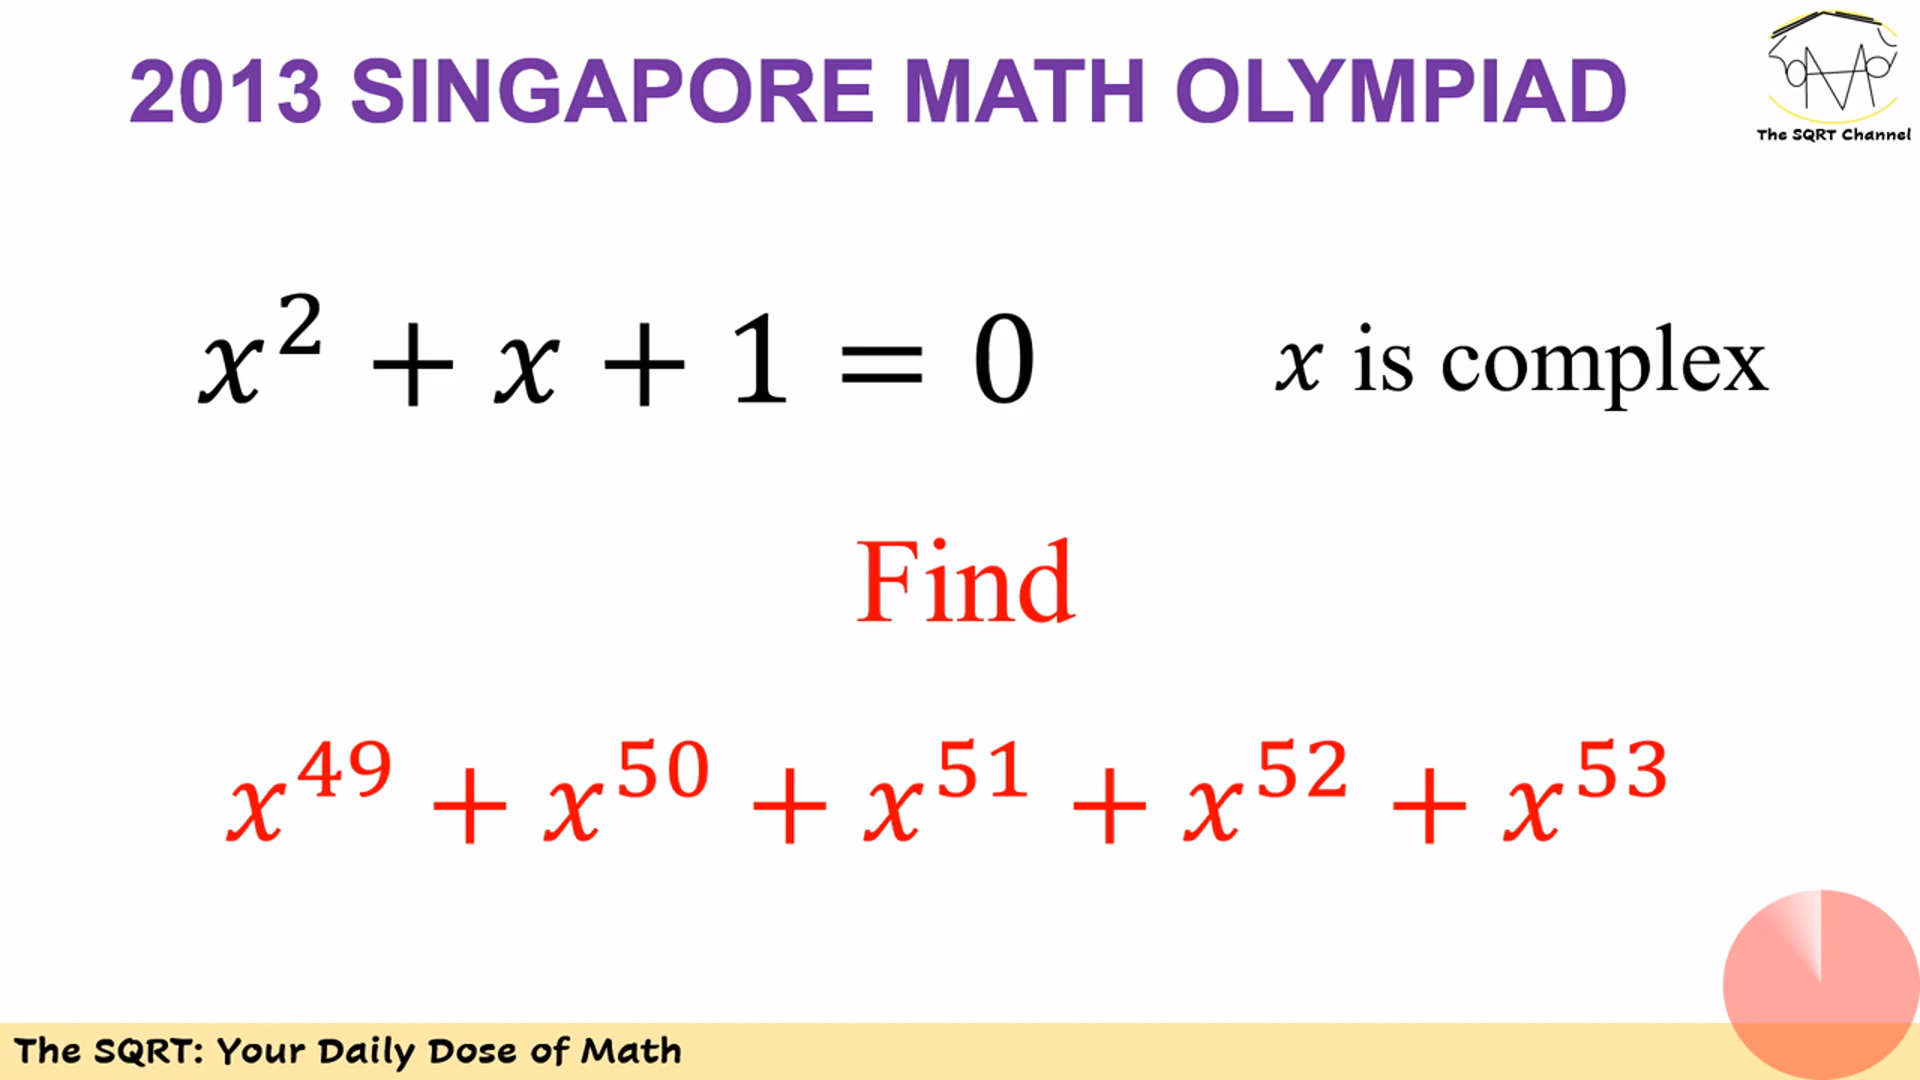 2013 SINGAPORE MATH OLYMPIAD
The SQRT Channel
x² + x + 1 = 0
x is complex
Find
x⁴⁹ + x⁵⁰ + x⁵¹ + x⁵² + x⁵³
The SQRT: Your Daily Dose of Math